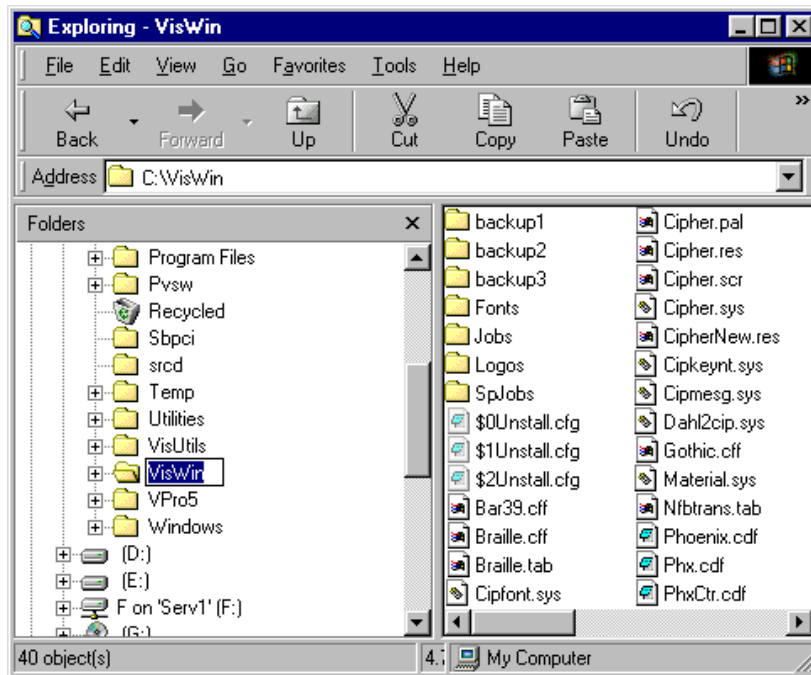 Exploring - VisWin
File Edit View Go Favorites Tools Help
Back Forward Up Cut Copy Paste Undo
Address C:\VisWin
Folders
Program Files
Pvsw
Recycled
Sbpci
srcd
Temp
Utilities
VisUtils
VisWin
VPro5
Windows
(D:)
(E:)
F on 'Serv1' (F:)
(G:)
backup1
backup2
backup3
Fonts
Jobs
Logos
SpJobs
$0Unstall.cfg
$1Unstall.cfg
$2Unstall.cfg
Bar39.cff
Braille.cff
Braille.tab
Cipfont.sys
Cipher.pal
Cipher.res
Cipher.scr
Cipher.sys
CipherNew.res
Cipkeynt.sys
Cipmesg.sys
Dahl2cip.sys
Gothic.cff
Material.sys
Nfbtrans.tab
Phoenix.cdf
Phx.cdf
PhxCtr.cdf
40 object(s) 4. My Computer